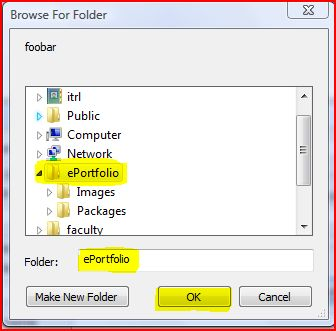 Browse For Folder
foobar
itrl
Public
Computer
Network
ePortfolio
Images
Packages
faculty
Folder: ePortfolio
Make New Folder OK Cancel